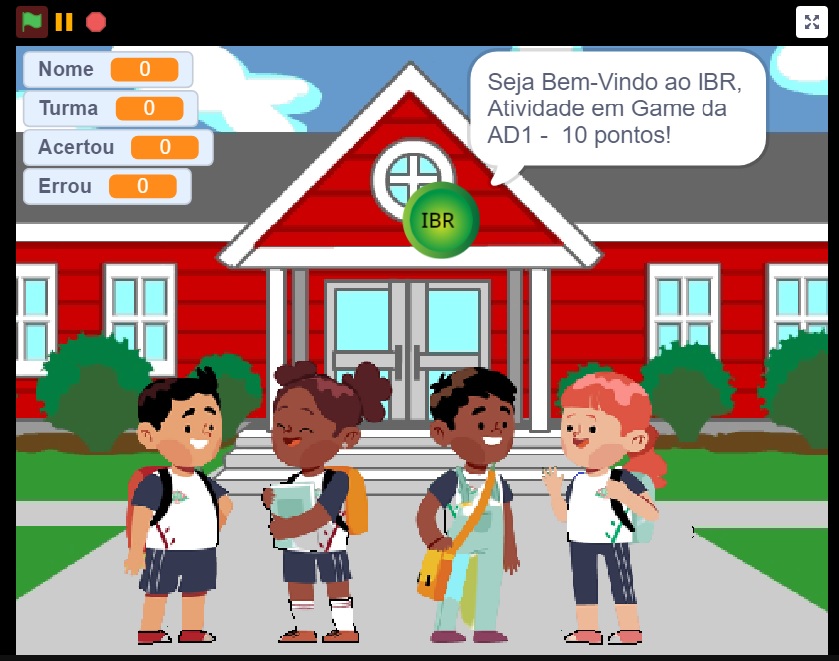 Nome 0
Turma 0
Acertou 0
Errou 0
Seja Bem-Vindo ao IBR,
Atividade em Game da
AD1 -  10 pontos!
IBR